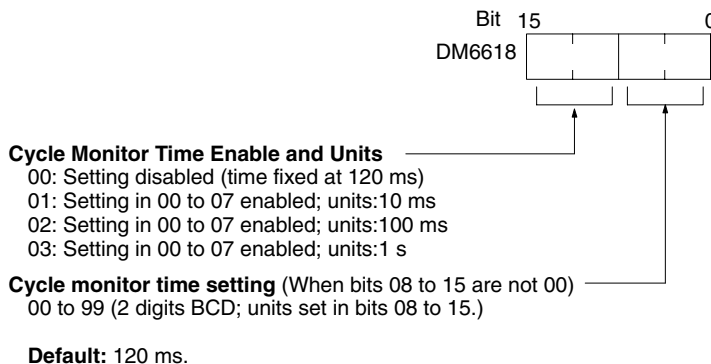 Bit 15 0
DM6618
Cycle Monitor Time Enable and Units
00: Setting disabled (time fixed at 120 ms)
01: Setting in 00 to 07 enabled; units:10 ms
02: Setting in 00 to 07 enabled; units:100 ms
03: Setting in 00 to 07 enabled; units:1 s
Cycle monitor time setting (When bits 08 to 15 are not 00)
00 to 99 (2 digits BCD; units set in bits 08 to 15.)
Default: 120 ms.